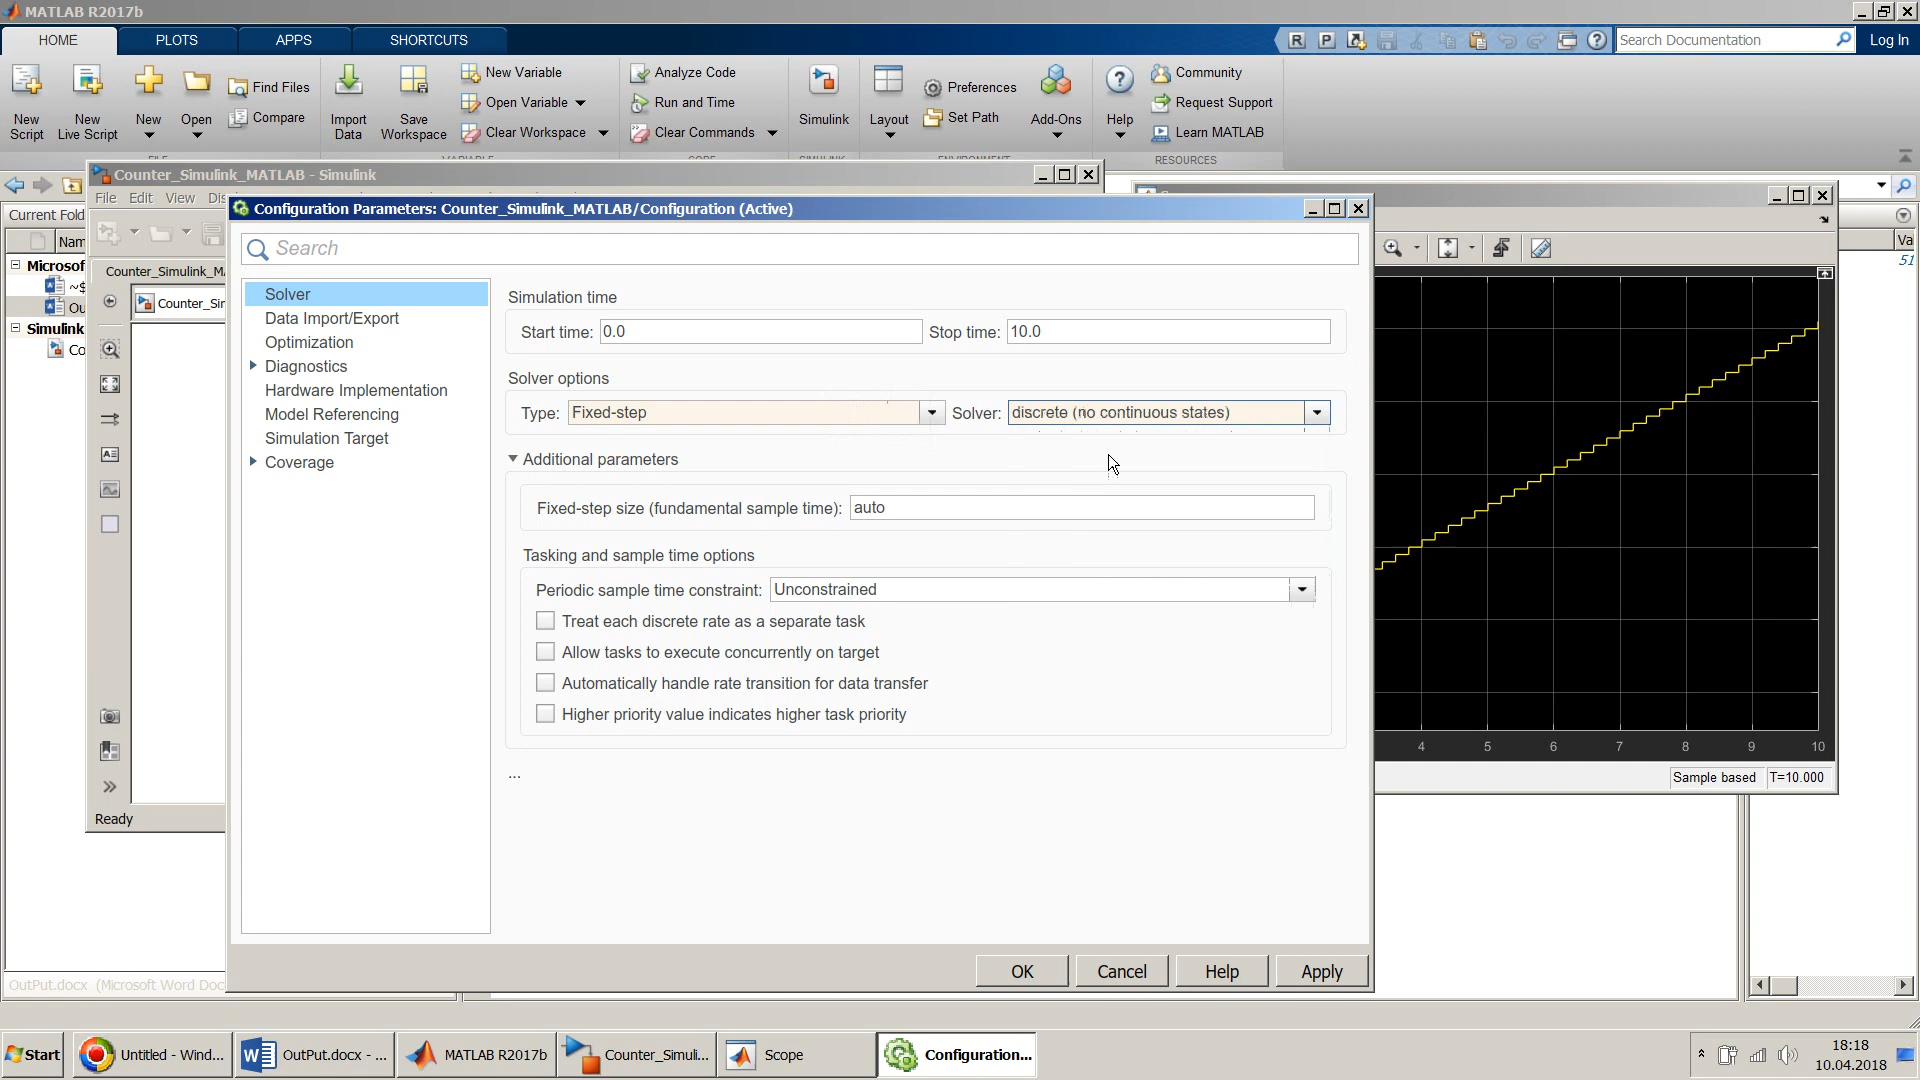 MATLAB R2017b
HOME
PLOTS
APPS
SHORTCUTS
Search Documentation
Log In
New Script
New Live Script
New
Open
Find Files
Compare
Import Data
Save Workspace
New Variable
Open Variable
Clear Workspace
Analyze Code
Run and Time
Clear Commands
Simulink
Layout
Preferences
Set Path
Add-Ons
Help
Community
Request Support
Learn MATLAB
RESOURCES
Counter_Simulink_MATLAB - Simulink
File Edit View
Current Fold
Configuration Parameters: Counter_Simulink_MATLAB/Configuration (Active)
Search
Solver
Data Import/Export
Optimization
Diagnostics
Hardware Implementation
Model Referencing
Simulation Target
Coverage
Simulation time
Start time: 0.0
Stop time: 10.0
Solver options
Type: Fixed-step
Solver: discrete (no continuous states)
Additional parameters
Fixed-step size (fundamental sample time): auto
Tasking and sample time options
Periodic sample time constraint: Unconstrained
Treat each discrete rate as a separate task
Allow tasks to execute concurrently on target
Automatically handle rate transition for data transfer
Higher priority value indicates higher task priority
...
OK
Cancel
Help
Apply
Nam
Microsof
Simulink
Co
Counter_Simulink_M
Counter_Sir
Ready
OutPut.docx (Microsoft Word Doc
Va
51
4 5 6 7 8 9 10
Sample based
T=10.000
Start
Untitled - Wind...
OutPut.docx - ...
MATLAB R2017b
Counter_Simuli...
Scope
Configuration...
18:18
10.04.2018